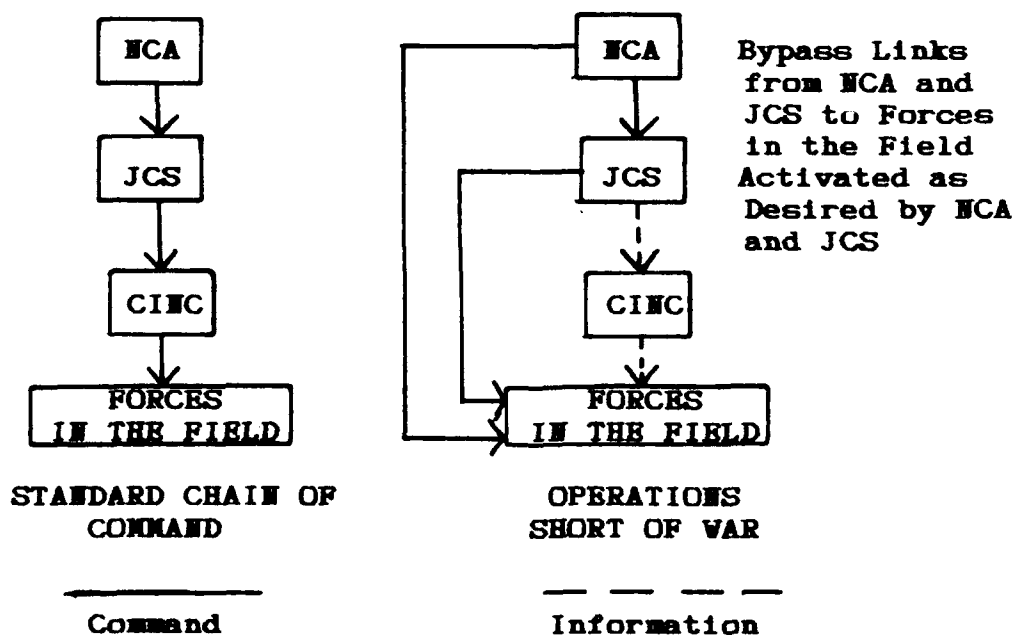 NCA
JCS
CINC
FORCES
IN THE FIELD
STANDARD CHAIN OF
COMMAND
Command
NCA
JCS
CINC
FORCES
IN THE FIELD
OPERATIONS
SHORT OF WAR
Information
Bypass Links
from NCA and
JCS to Forces
in the Field
Activated as
Desired by NCA
and JCS